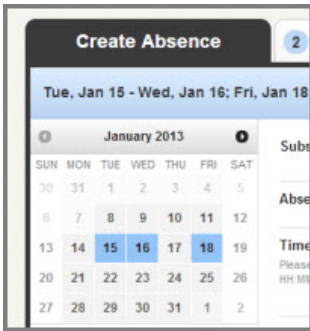 Create Absence
2
Tue, Jan 15 - Wed, Jan 16; Fri, Jan 18
January 2013
Subs
SUN MON TUE WED THU FRI SAT
30 31 1 2 3 4 5
Abse
6 7 8 9 10 11 12
13 14 15 16 17 18 19
Time
Please
HH:MM
20 21 22 23 24 25 26
27 28 29 30 31 1 2